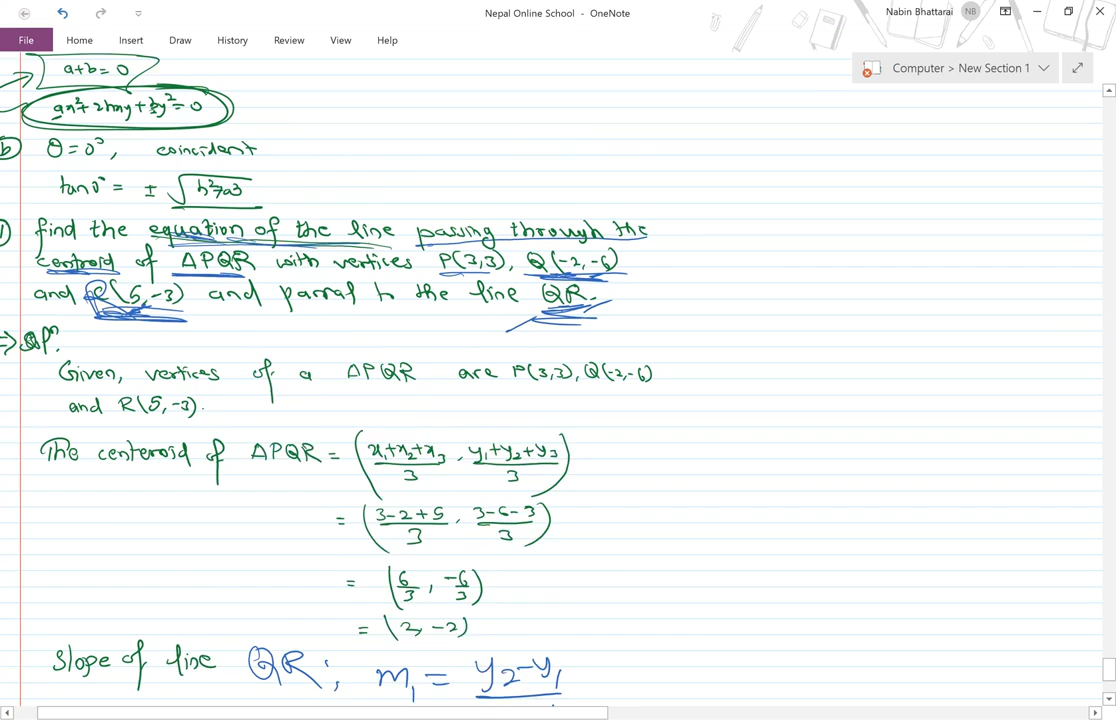 Nepal Online School - OneNote
Nabin Bhattarai NB
File Home Insert Draw History Review View Help
Computer > New Section 1
a+b=0
ax²+2hxy+by²=0
b) θ=0°, coincident
tan0°= ±
find the equation of the line passing through the
centroid of ΔPQR with vertices P(3,3), Q(-2,-6)
and R(5,-3) and parral to the line QR.
⇒ Solⁿ:
Given, vertices of a ΔPQR are P(3,3), Q(-2,-6)
and R(5,-3).
The centeroid of ΔPQR = ( (x₁+x₂+x₃)/3 , (y₁+y₂+y₃)/3 )
= ( (3-2+5)/3 , (3-6-3)/3 )
= ( 6/3 , -6/3 )
= (2, -2)
Slope of line QR, m₁ = y₂-y₁